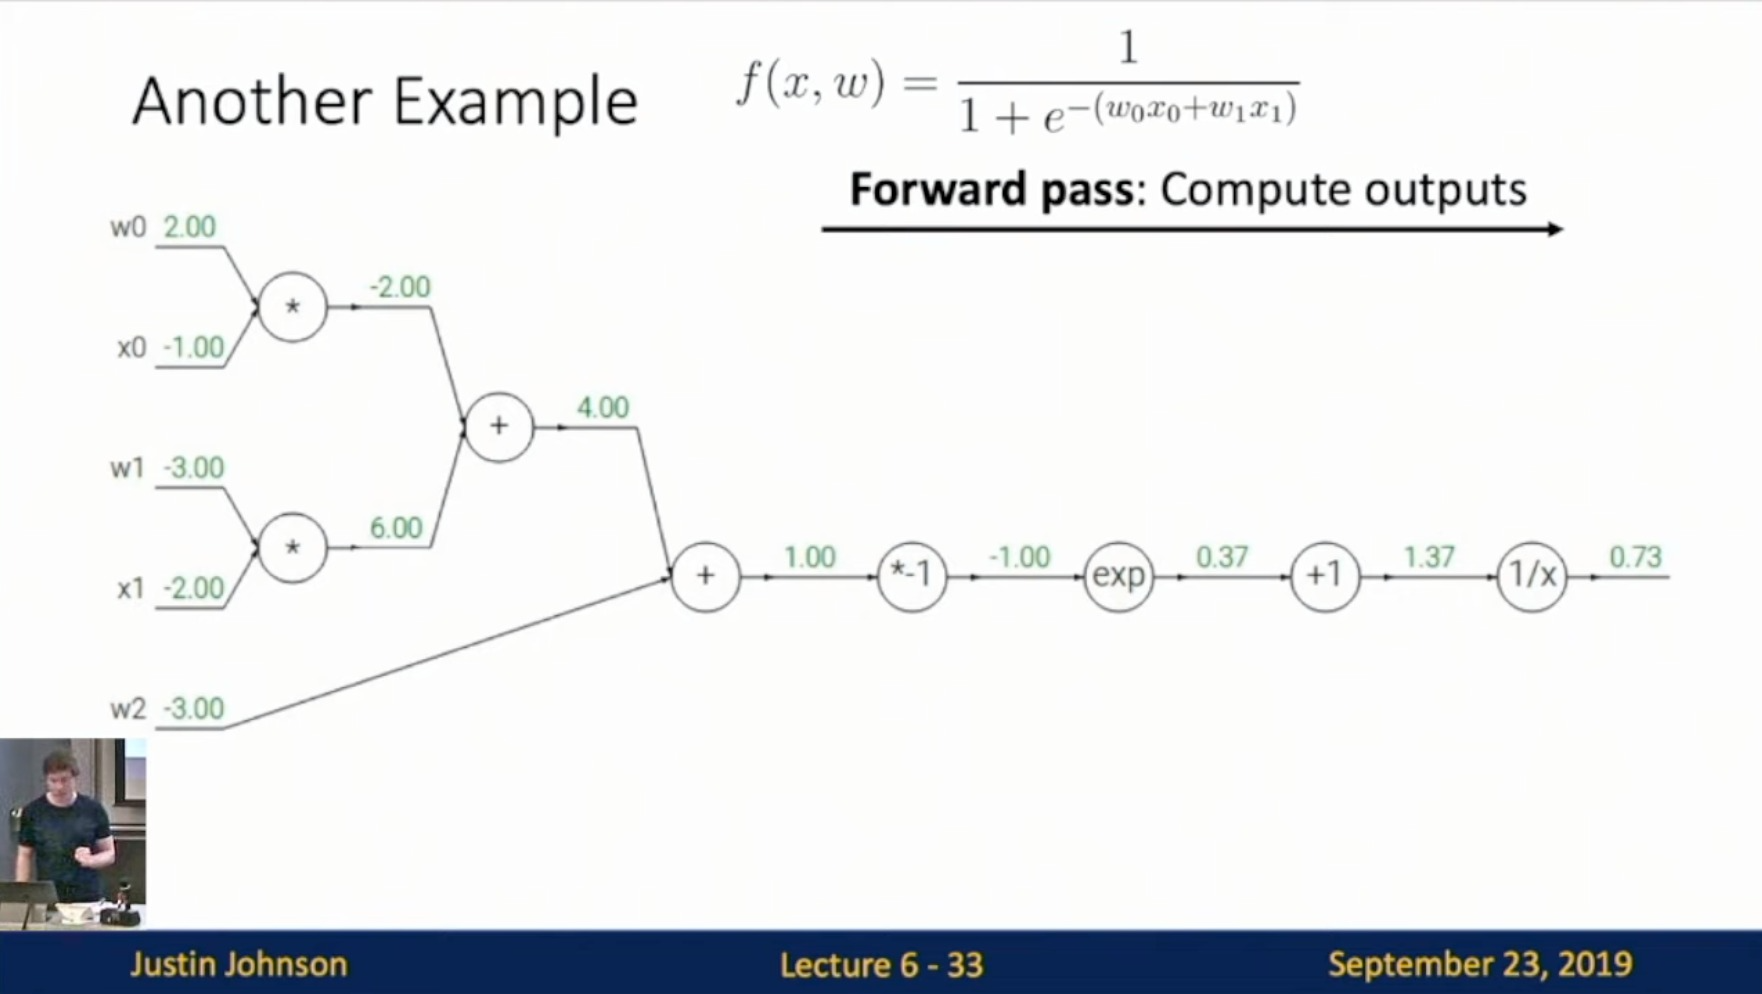 Another Example
f(x, w) = 1 / (1 + e^{-(w_0x_0+w_1x_1)})
Forward pass: Compute outputs
w0 2.00
x0 -1.00
w1 -3.00
x1 -2.00
w2 -3.00
*
*
-2.00
6.00
+
4.00
+
1.00
*-1
-1.00
exp
0.37
+1
1.37
1/x
0.73
Justin Johnson
Lecture 6 - 33
September 23, 2019